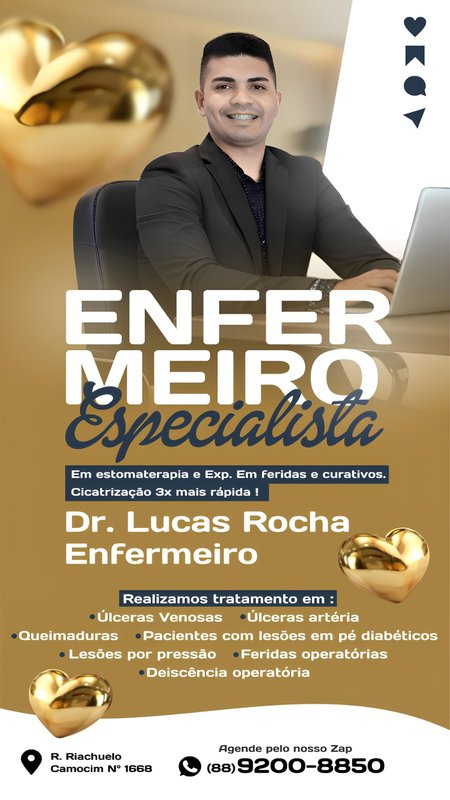 ENFER
MEIRO
Especialista
Em estomaterapia e Exp. Em feridas e curativos.
Cicatrização 3x mais rápida !
Dr. Lucas Rocha
Enfermeiro
Realizamos tratamento em :
•Úlceras Venosas •Úlceras artéria
•Queimaduras •Pacientes com lesões em pé diabéticos
•Lesões por pressão •Feridas operatórias
•Deiscência operatória
Agende pelo nosso Zap
R. Riachuelo
Camocim Nº 1668
(88) 9200-8850